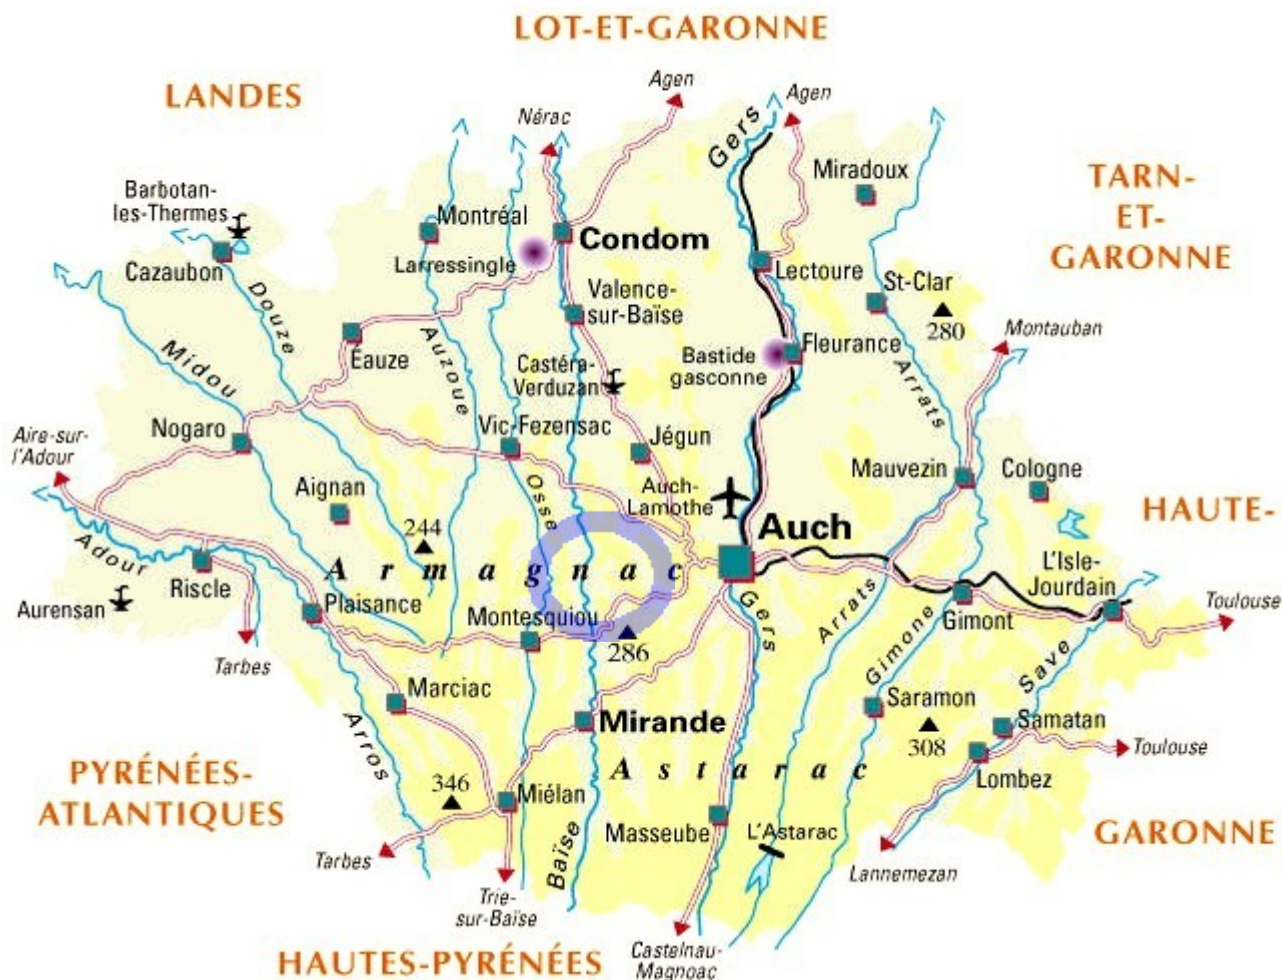 LOT-ET-GARONNE
LANDES
Agen
Agen
Nérac
Gers
Miradoux
TARN-
ET-
GARONNE
Barbotan-
les-Thermes
Montréal
Condom
Larressingle
Cazaubon
Lectoure
St-Clar
Douze
Valence-
sur-Baïse
280
Montauban
Midou
Éauze
Auzoue
Castéra-
Verduzan
Bastide
gasconne
Fleurance
Arrats
Aire-sur-
l'Adour
Nogaro
Vic-Fezensac
Jégun
Mauvezin
Cologne
Aignan
Osse
Auch-
Lamothe
HAUTE-
244
Auch
Adour
Armagnac
L'Isle-
Jourdain
Riscle
Aurensan
Plaisance
Montesquiou
Gers
Arrats
Gimone
Gimont
Toulouse
286
Tarbes
Save
Marciac
Saramon
Arros
Mirande
308
Samatan
Toulouse
PYRÉNÉES-
ATLANTIQUES
Astarac
Lombez
346
Miélan
Masseube
L'Astarac
GARONNE
Tarbes
Baïse
Lannemezan
Trie-
sur-Baïse
HAUTES-PYRÉNÉES
Castelnau-
Magnoac